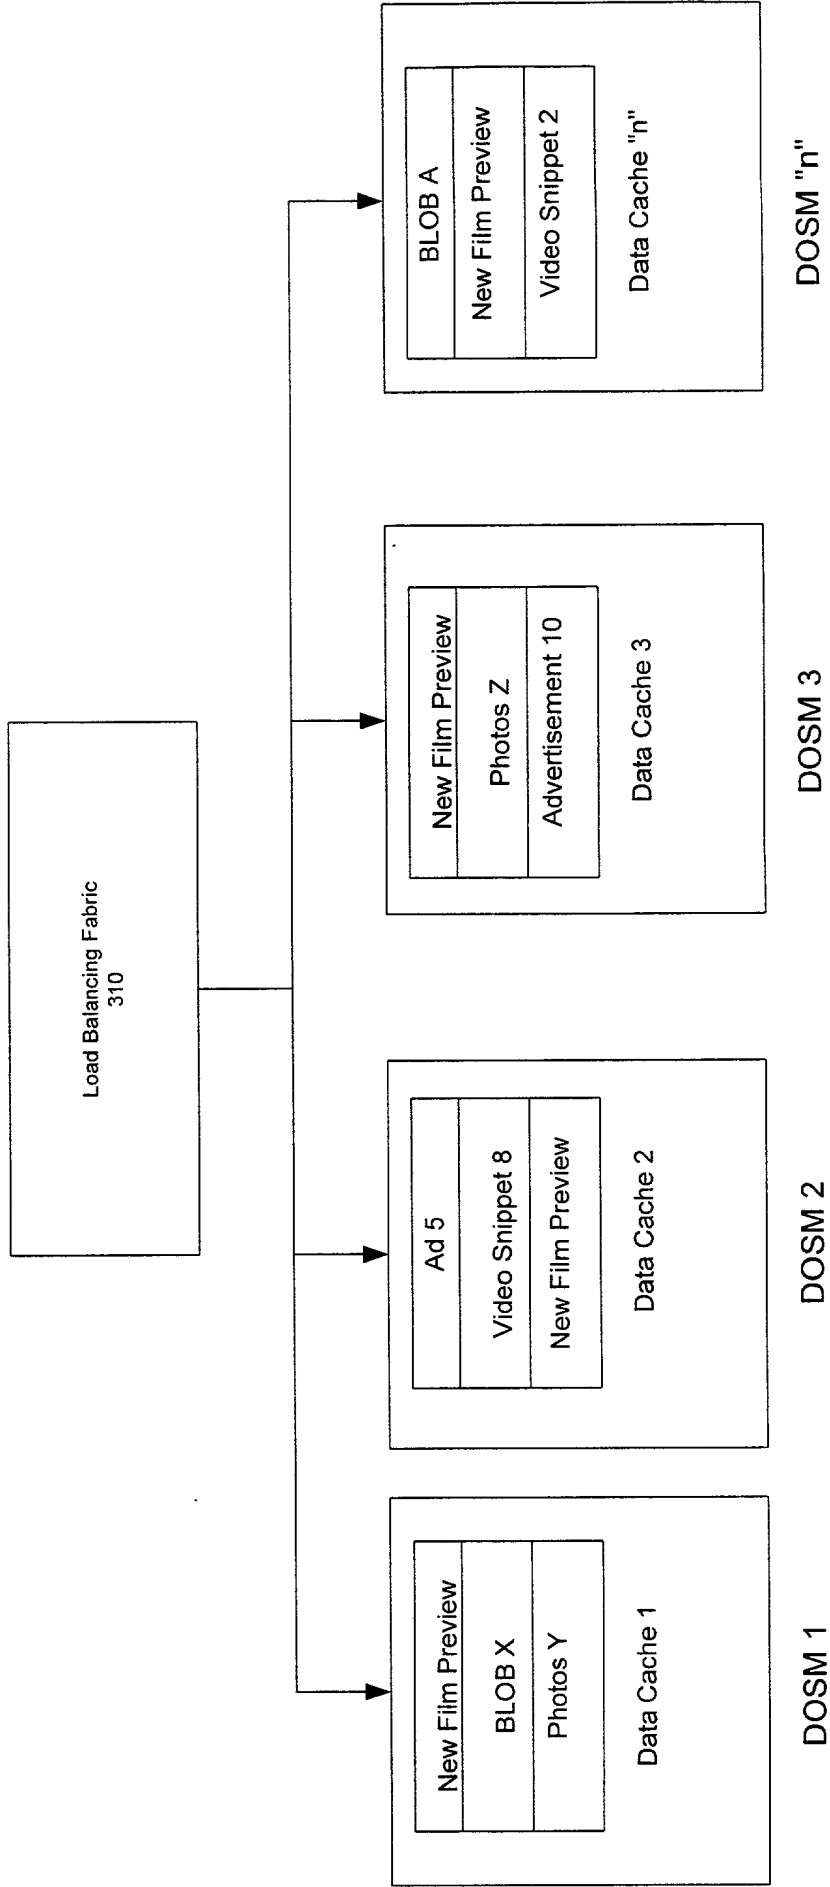 Load Balancing Fabric
310
New Film Preview
BLOB X
Photos Y
Data Cache 1
DOSM 1
Ad 5
Video Snippet 8
New Film Preview
Data Cache 2
DOSM 2
New Film Preview
Photos Z
Advertisement 10
Data Cache 3
DOSM 3
BLOB A
New Film Preview
Video Snippet 2
Data Cache "n"
DOSM "n"